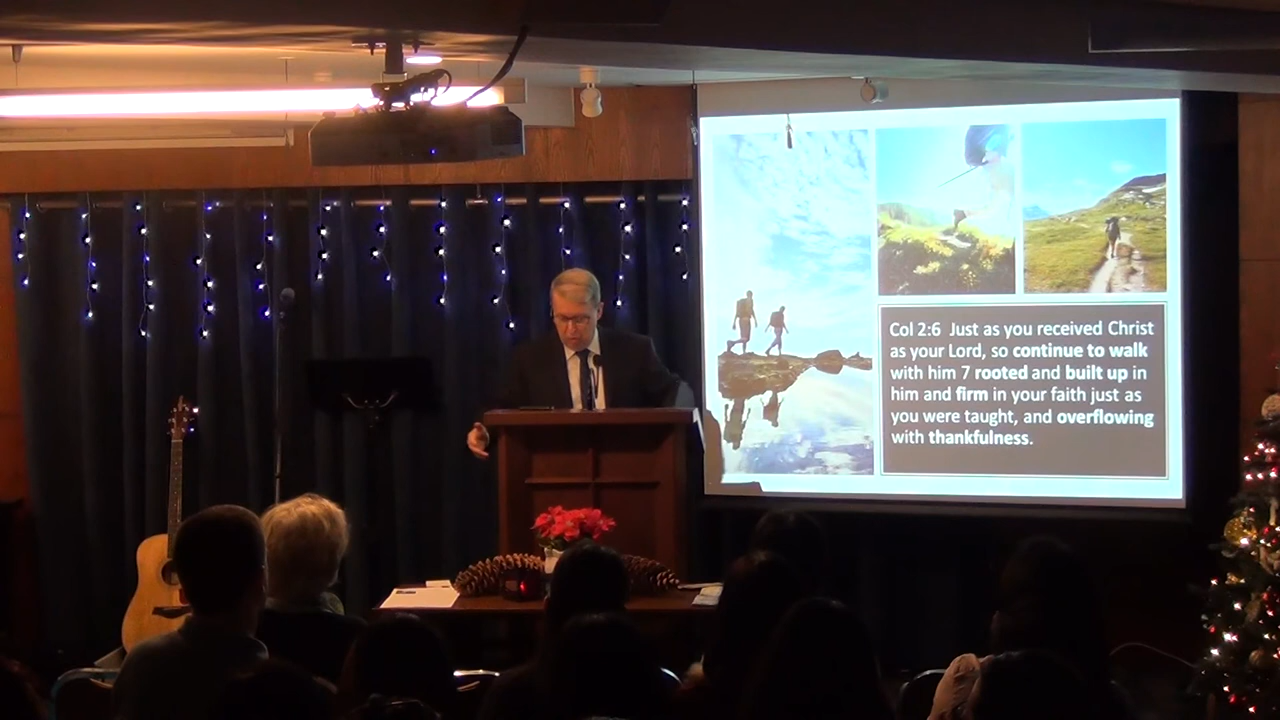 Col 2:6  Just as you received Christ
as your Lord, so continue to walk
with him 7 rooted and built up in
him and firm in your faith just as
you were taught, and overflowing
with thankfulness.